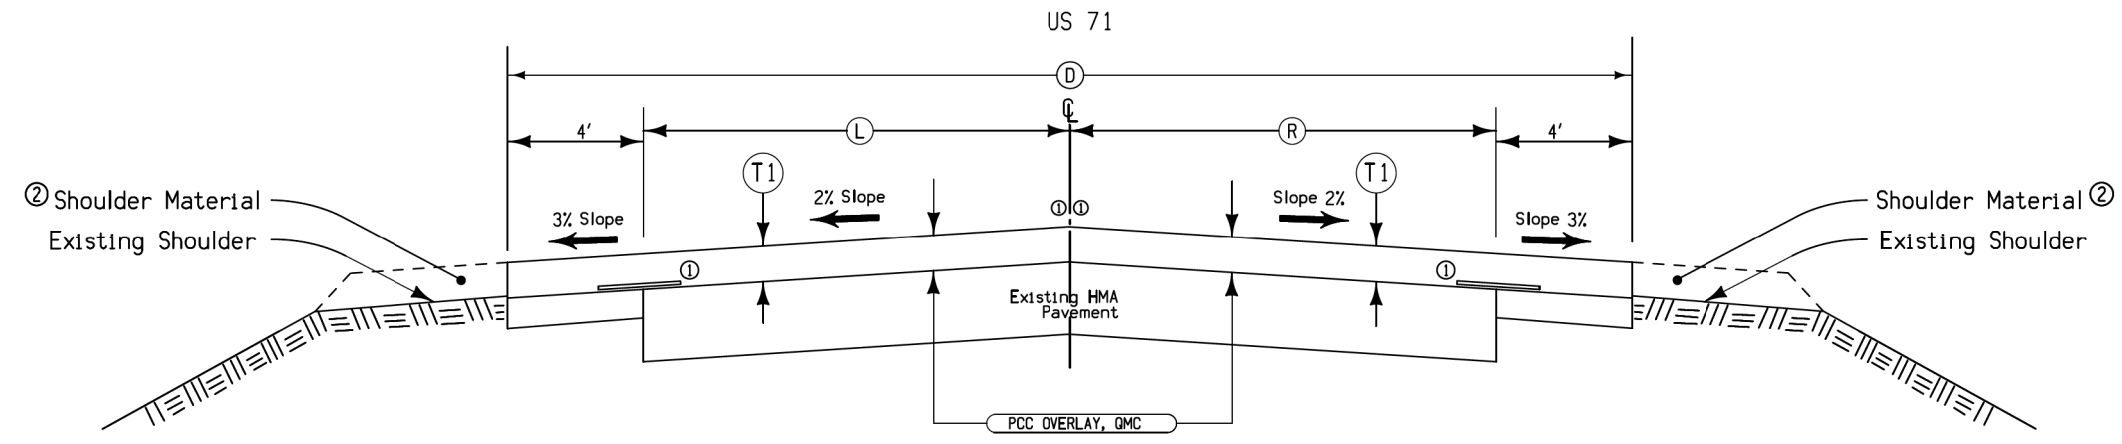 US 71
D
℄
4′
L
R
4′
T1
T1
② Shoulder Material
Existing Shoulder
3% Slope
2% Slope
① ①
Slope 2%
Slope 3%
Shoulder Material ②
Existing Shoulder
①
①
Existing HMA
Pavement
PCC OVERLAY, QMC